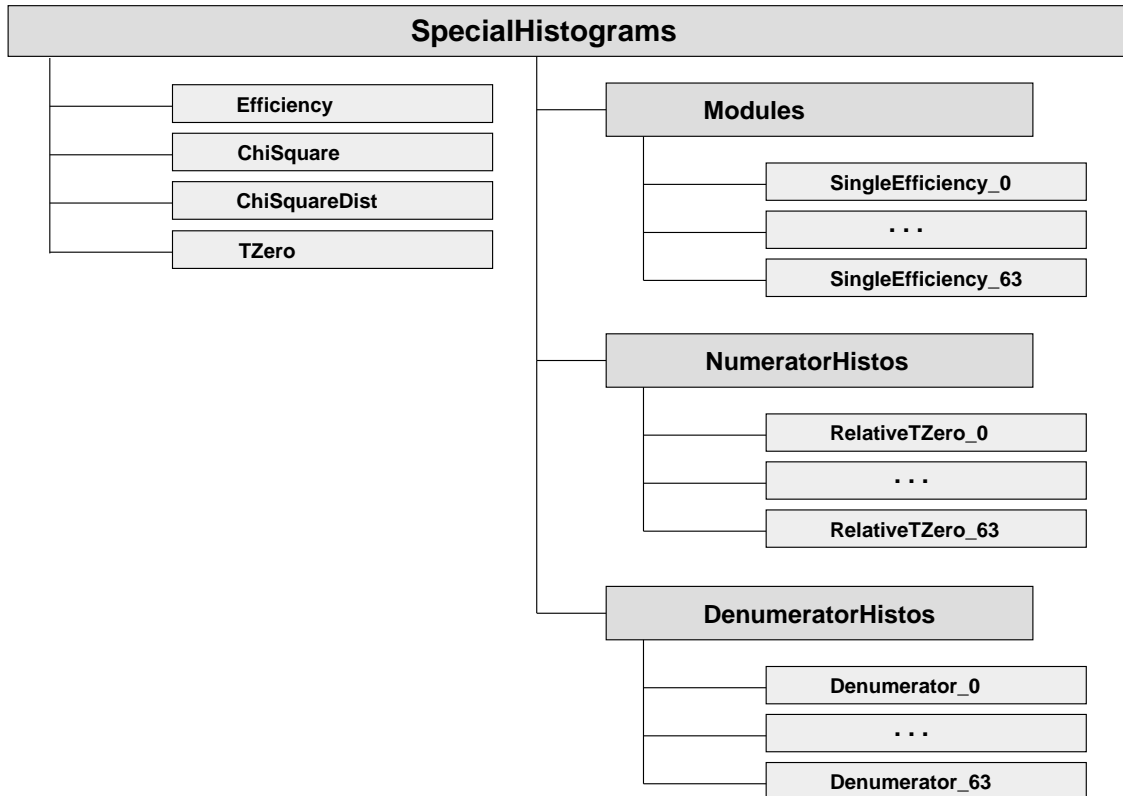 SpecialHistograms
Efficiency
ChiSquare
ChiSquareDist
TZero
Modules
SingleEfficiency_0
. . .
SingleEfficiency_63
NumeratorHistos
RelativeTZero_0
. . .
RelativeTZero_63
DenumeratorHistos
Denumerator_0
. . .
Denumerator_63